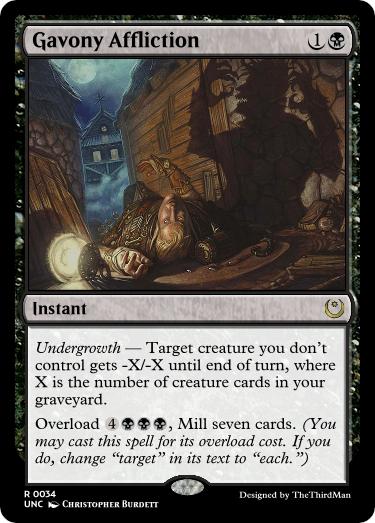 Gavony Affliction 1
Instant
Undergrowth — Target creature you don't
control gets -X/-X until end of turn, where
X is the number of creature cards in your
graveyard.
Overload 4, Mill seven cards. (You
may cast this spell for its overload cost. If you
do, change “target” in its text to “each.”)
R 0034
UNC Christopher Burdett
Designed by TheThirdMan